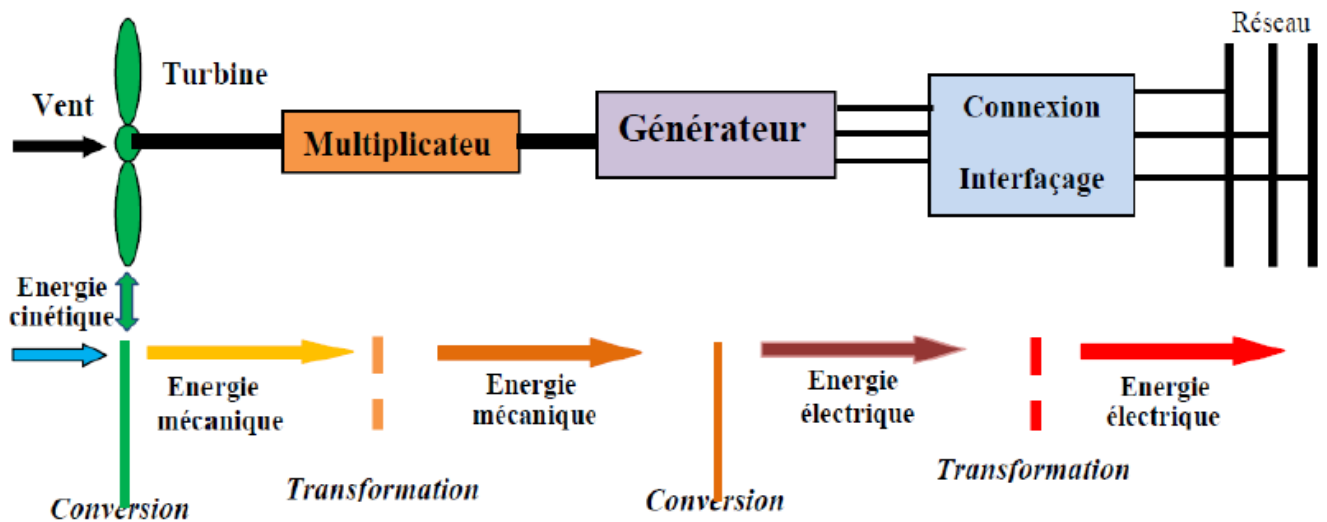 Réseau
Turbine
Vent
Multiplicateu
Générateur
Connexion
Interfaçage
Energie
cinétique
Energie
mécanique
Energie
mécanique
Energie
électrique
Energie
électrique
Conversion
Transformation
Conversion
Transformation